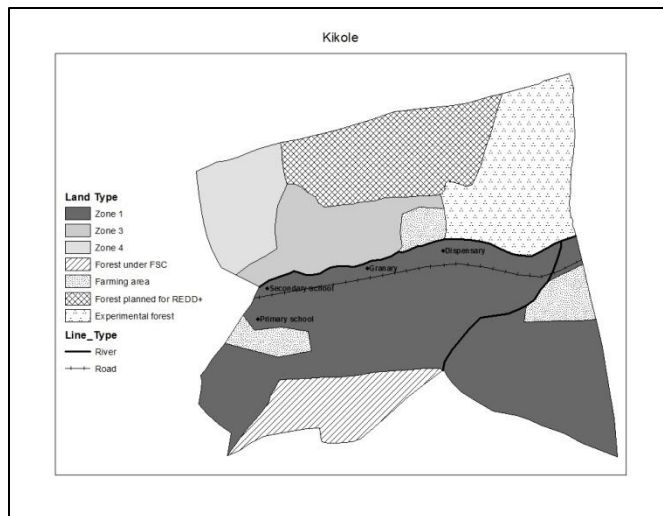 Kikole
Land Type
Zone 1
Zone 3
Zone 4
Forest under FSC
Farming area
Forest planned for REDD+
Experimental forest
Line_Type
River
Road
Dispensary
Granary
Secondary school
Primary school